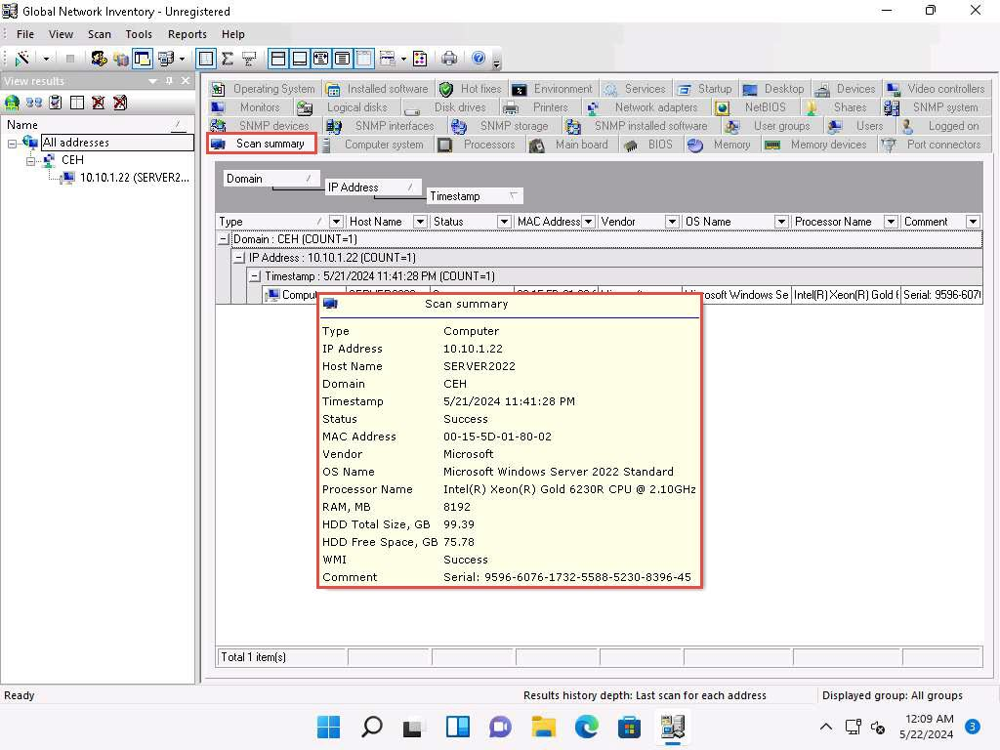 Global Network Inventory - Unregistered
File View Scan Tools Reports Help
View results
Name
All addresses
CEH
10.10.1.22 (SERVER2...
Operating System Installed software Hot fixes Environment Services Startup Desktop Devices Video controllers
Monitors Logical disks Disk drives Printers Network adapters NetBIOS Shares SNMP system
SNMP devices SNMP interfaces SNMP storage SNMP installed software User groups Users Logged on
Scan summary Computer system Processors Main board BIOS Memory Memory devices Port connectors
Domain
IP Address
Timestamp
Type Host Name Status MAC Address Vendor OS Name Processor Name Comment
Domain : CEH (COUNT=1)
IP Address : 10.10.1.22 (COUNT=1)
Timestamp : 5/21/2024 11:41:28 PM (COUNT=1)
Intel(R) Xeon(R) Gold Serial: 9596-607
Scan summary
Type Computer
IP Address 10.10.1.22
Host Name SERVER2022
Domain CEH
Timestamp 5/21/2024 11:41:28 PM
Status Success
MAC Address 00-15-5D-01-80-02
Vendor Microsoft
OS Name Microsoft Windows Server 2022 Standard
Processor Name Intel(R) Xeon(R) Gold 6230R CPU @ 2.10GHz
RAM, MB 8192
HDD Total Size, GB 99.39
HDD Free Space, GB 75.78
WMI Success
Comment Serial: 9596-6076-1732-5588-5230-8396-45
Total 1 item(s)
Ready
Results history depth: Last scan for each address
Displayed group: All groups
12:09 AM
5/22/2024
3